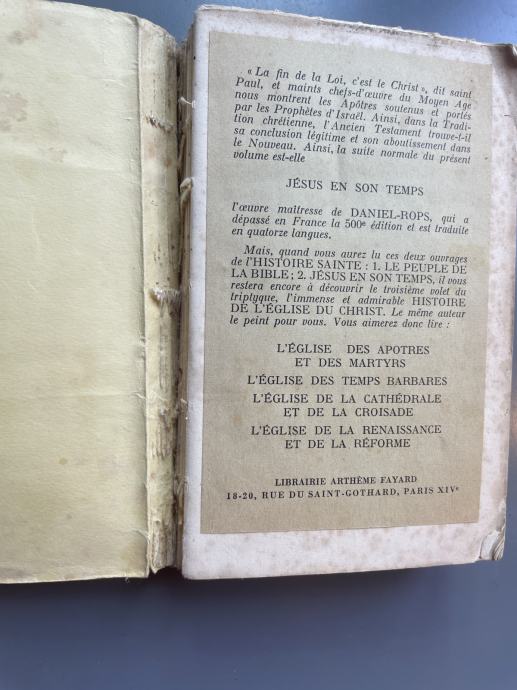 « La fin de la Loi, c'est le Christ », dit saint
Paul, et maints chefs-d'œuvre du Moyen Age
nous montrent les Apôtres soutenus et portés
par les Prophètes d'Israël. Ainsi, dans la Tradi-
tion chrétienne, l'Ancien Testament trouve-t-il
sa conclusion légitime et son aboutissement dans
le Nouveau. Ainsi, la suite normale du présent
volume est-elle
JÉSUS EN SON TEMPS
l'œuvre maîtresse de DANIEL-ROPS, qui a
dépassé en France la 500e édition et est traduite
en quatorze langues.
Mais, quand vous aurez lu ces deux ouvrages
de l'HISTOIRE SAINTE : 1. LE PEUPLE DE
LA BIBLE ; 2. JÉSUS EN SON TEMPS, il vous
restera encore à découvrir le troisième volet du
triptyque, l'immense et admirable HISTOIRE
DE L'ÉGLISE DU CHRIST. Le même auteur
le peint pour vous. Vous aimerez donc lire :
L'ÉGLISE DES APOTRES
ET DES MARTYRS
L'ÉGLISE DES TEMPS BARBARES
L'ÉGLISE DE LA CATHÉDRALE
ET DE LA CROISADE
L'ÉGLISE DE LA RENAISSANCE
ET DE LA RÉFORME
LIBRAIRIE ARTHÈME FAYARD
18-20, RUE DU SAINT-GOTHARD, PARIS XIVe